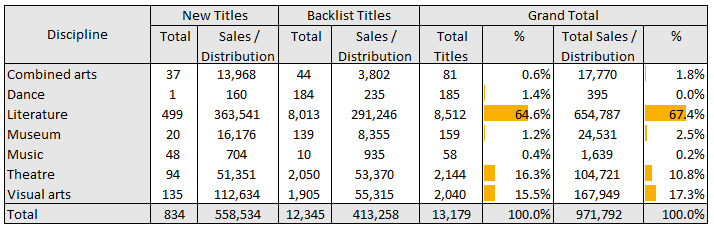 Discipline New Titles Backlist Titles Grand Total
Total Sales / Distribution Total Sales / Distribution Total Titles % Total Sales / Distribution %
Combined arts 37 13,968 44 3,802 81 0.6% 17,770 1.8%
Dance 1 160 184 235 185 1.4% 395 0.0%
Literature 499 363,541 8,013 291,246 8,512 64.6% 654,787 67.4%
Museum 20 16,176 139 8,355 159 1.2% 24,531 2.5%
Music 48 704 10 935 58 0.4% 1,639 0.2%
Theatre 94 51,351 2,050 53,370 2,144 16.3% 104,721 10.8%
Visual arts 135 112,634 1,905 55,315 2,040 15.5% 167,949 17.3%
Total 834 558,534 12,345 413,258 13,179 100.0% 971,792 100.0%